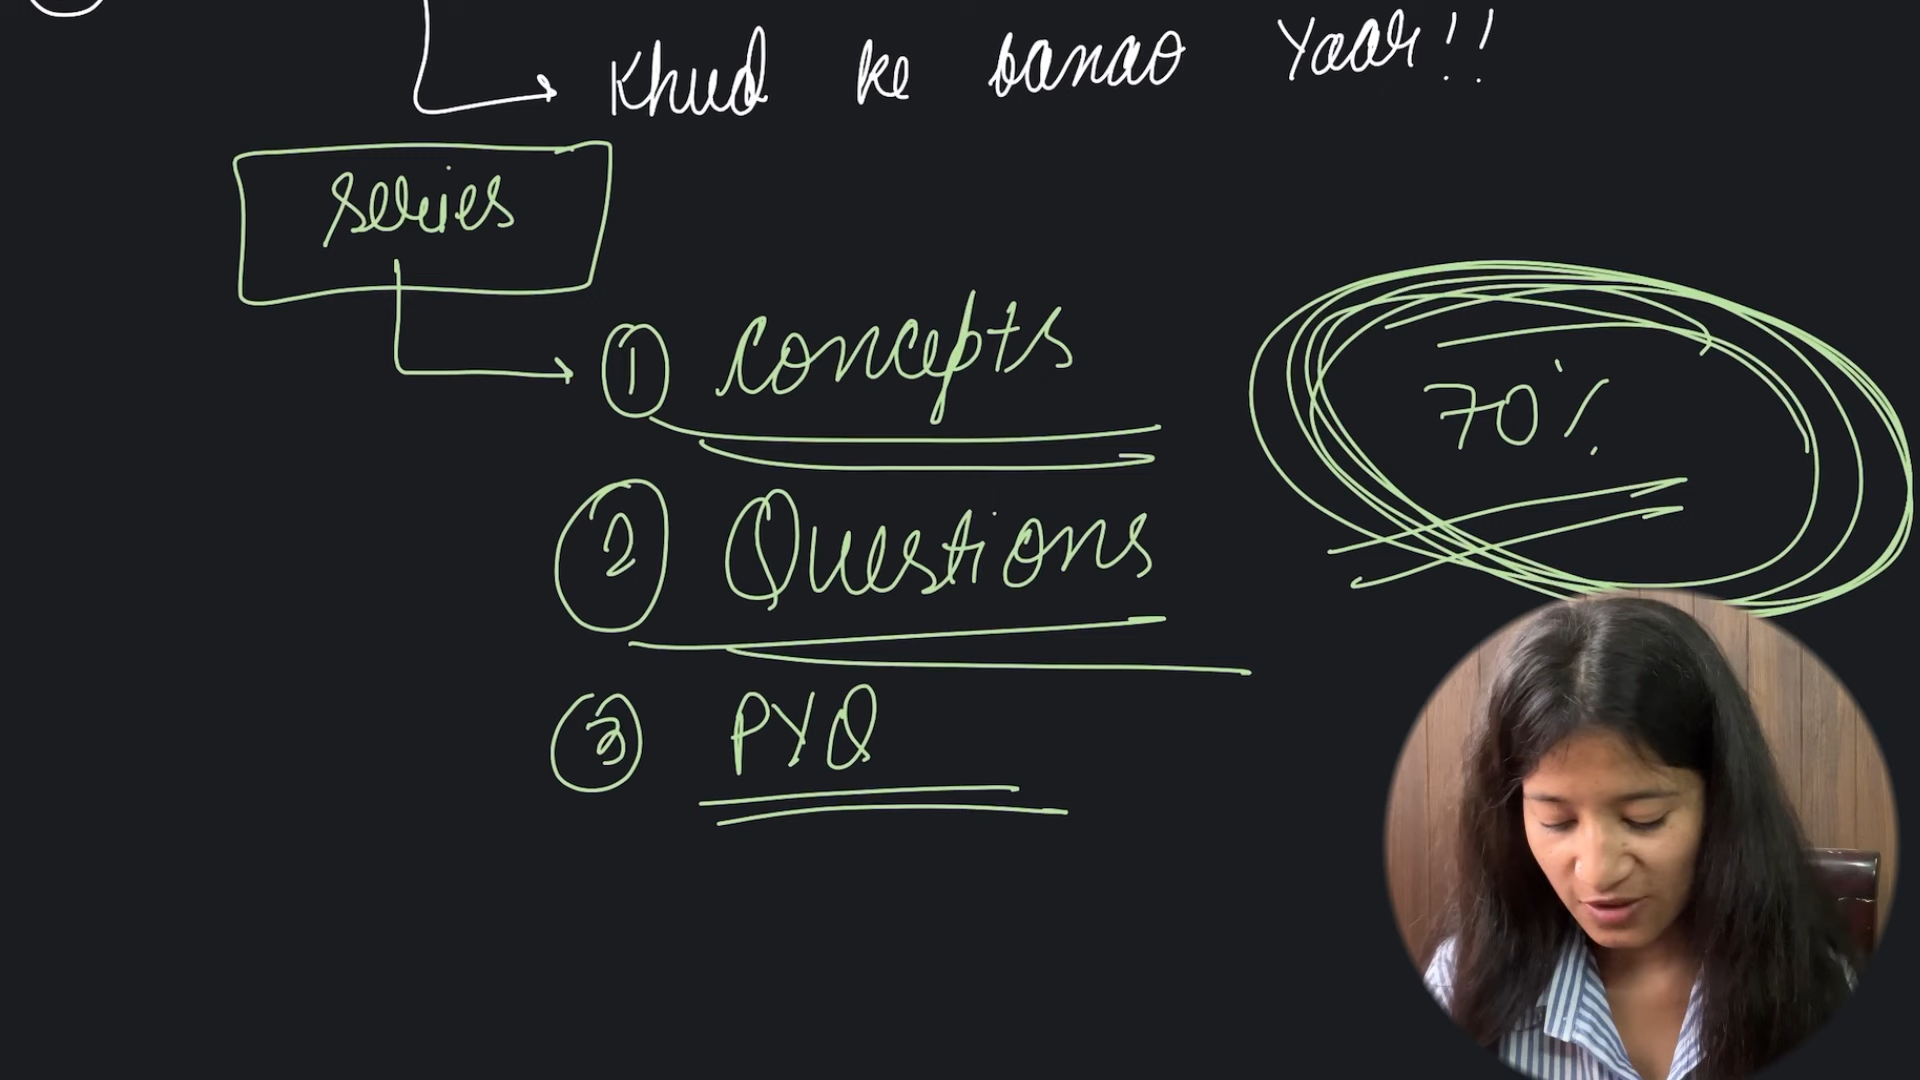 Khud ke banao Yaar!!
Series
① Concepts
70%
② Questions
③ PYQ